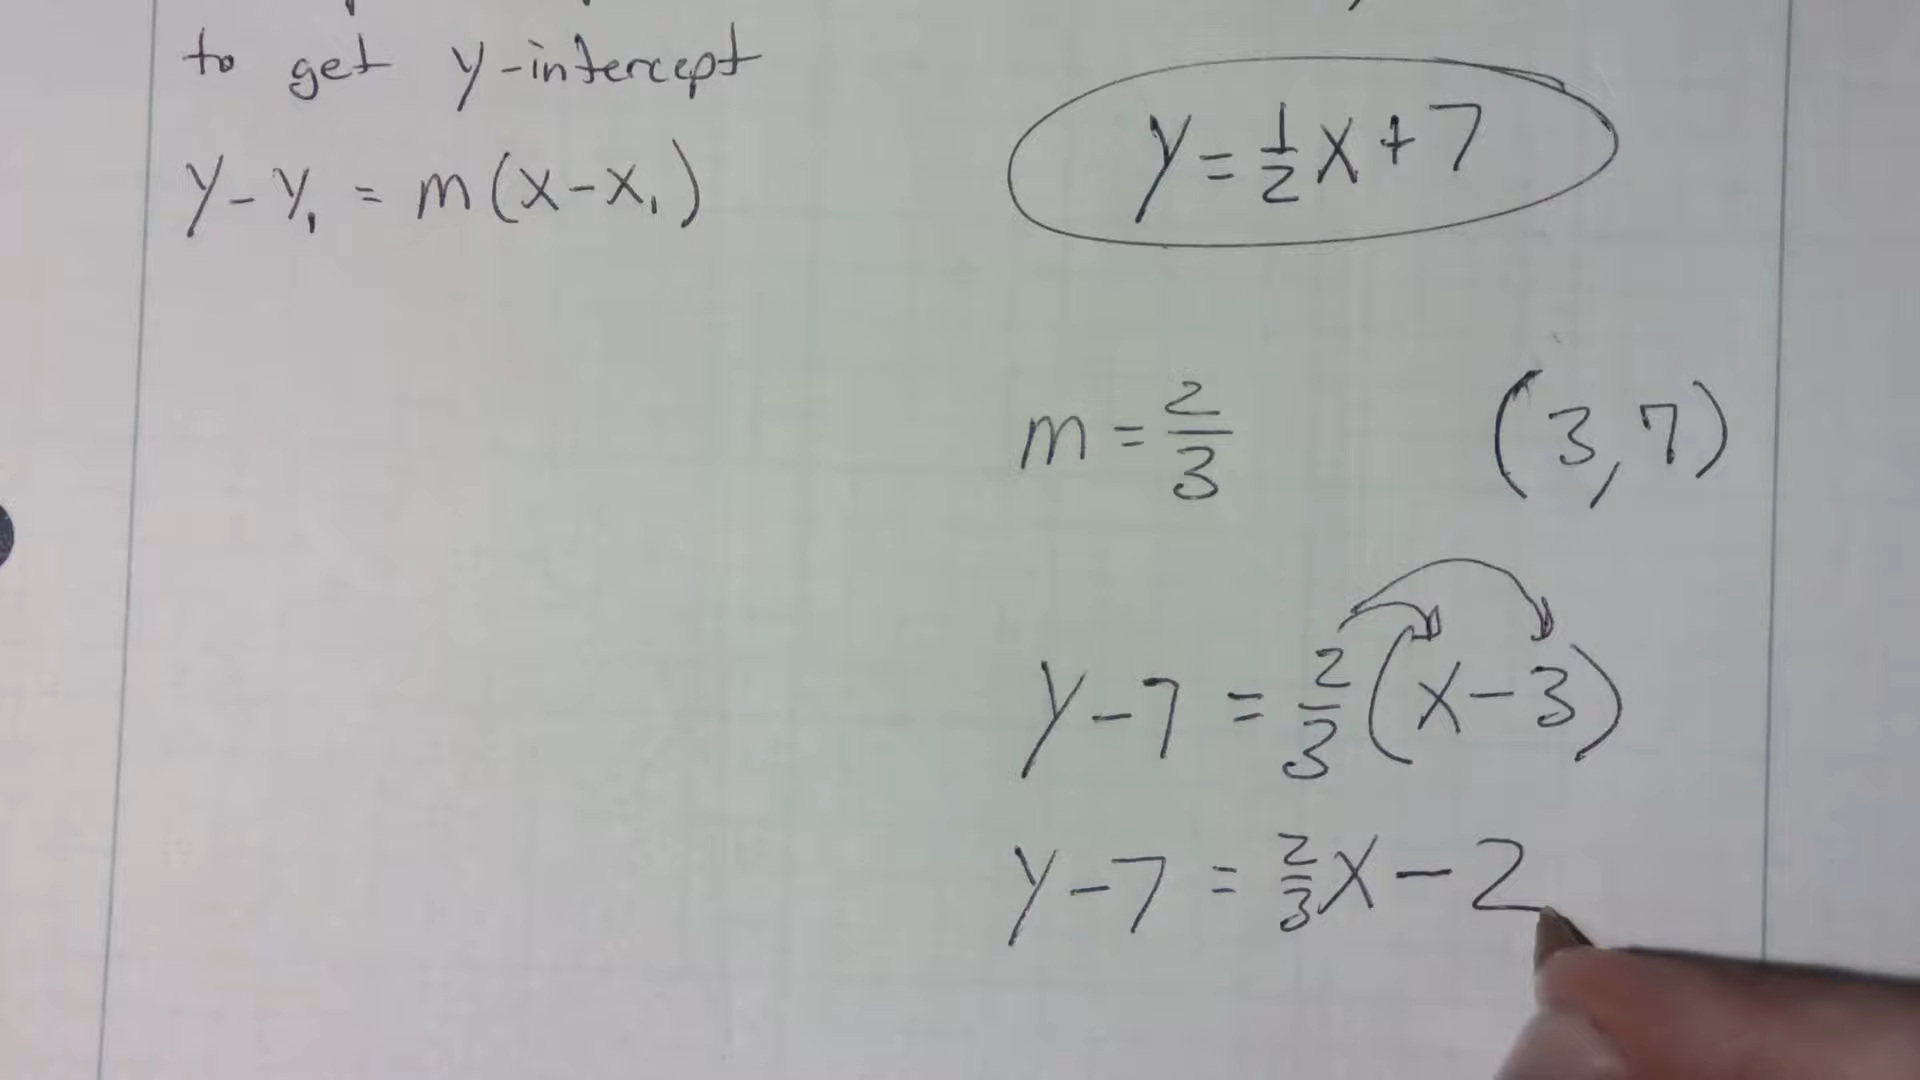 to get y-intercept
y-y₁ = m(x-x₁)
y=½x+7
m=2/3 (3,7)
y-7=2/3(x-3)
y-7=2/3x-2